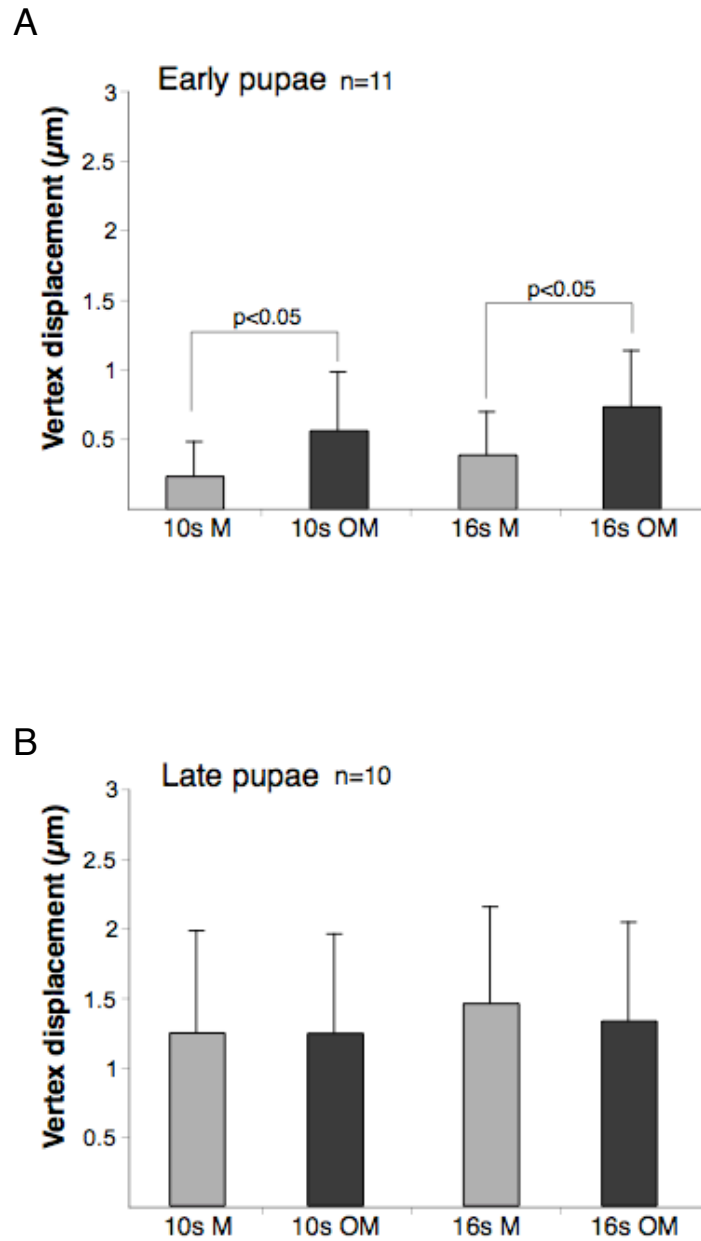 A
Early pupae n=11
Vertex displacement (µm)
3
2.5
2
1.5
1
0.5
p<0.05
p<0.05
10s M
10s OM
16s M
16s OM
B
Late pupae n=10
Vertex displacement (µm)
3
2.5
2
1.5
1
0.5
10s M
10s OM
16s M
16s OM